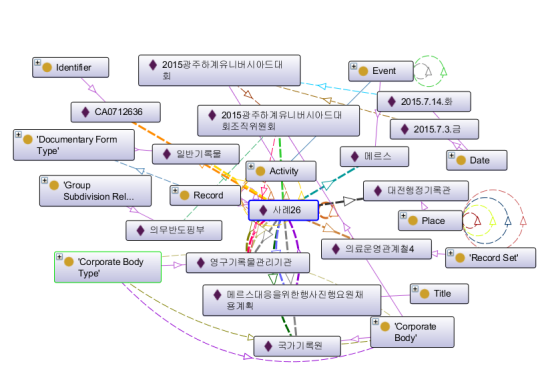 Identifier
2015광주하계유니버시아드대
회
Event
CA0712636
2015광주하계유니버시아드대
회조직위원회
2015.7.14.화
2015.7.3.금
'Documentary Form
Type'
일반기록물
메르스
Date
Activity
'Group
Subdivision Rel...
Record
대전행정기록관
사례26
Place
의무반도핑부
의료운영관계철4
'Record Set'
'Corporate Body
Type'
영구기록물관리기관
메르스대응을위한행사진행요원채
용계획
Title
국가기록원
'Corporate
Body'